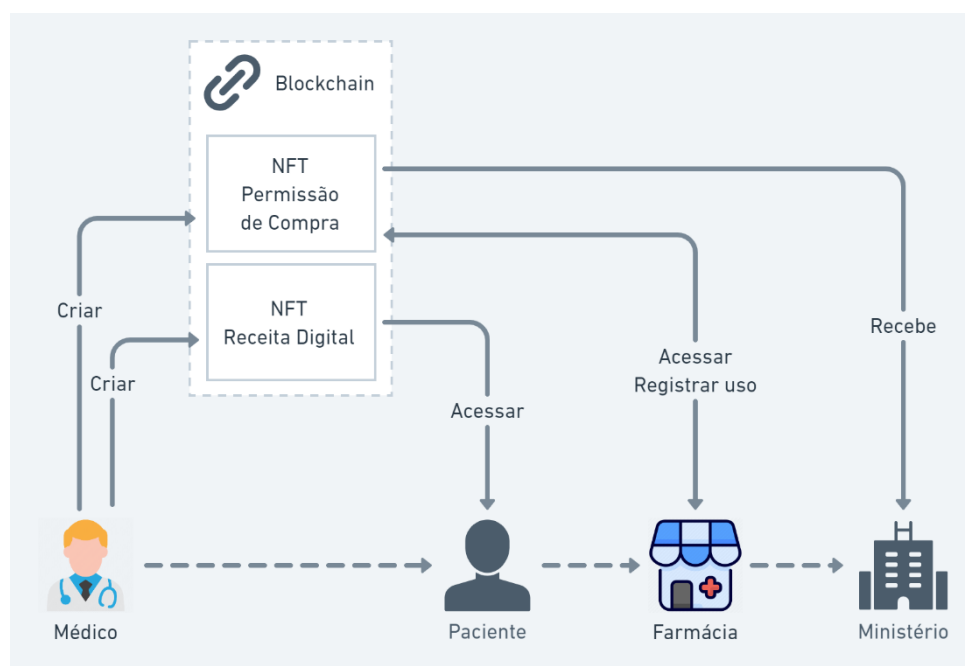 Blockchain
NFT
Permissão
de Compra
NFT
Receita Digital
Criar
Criar
Acessar
Acessar
Registrar uso
Recebe
Médico
Paciente
Farmácia
Ministério